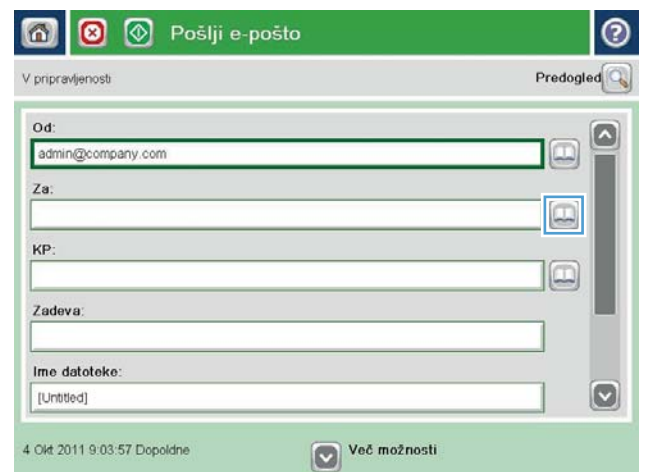 Pošlji e-pošto
V pripravljenosti
Predogled
Od:
admin@company.com
Za:
KP:
Zadeva:
Ime datoteke:
[Untitled]
4 Okt 2011 9:03:57 Dopoldne
Več možnosti